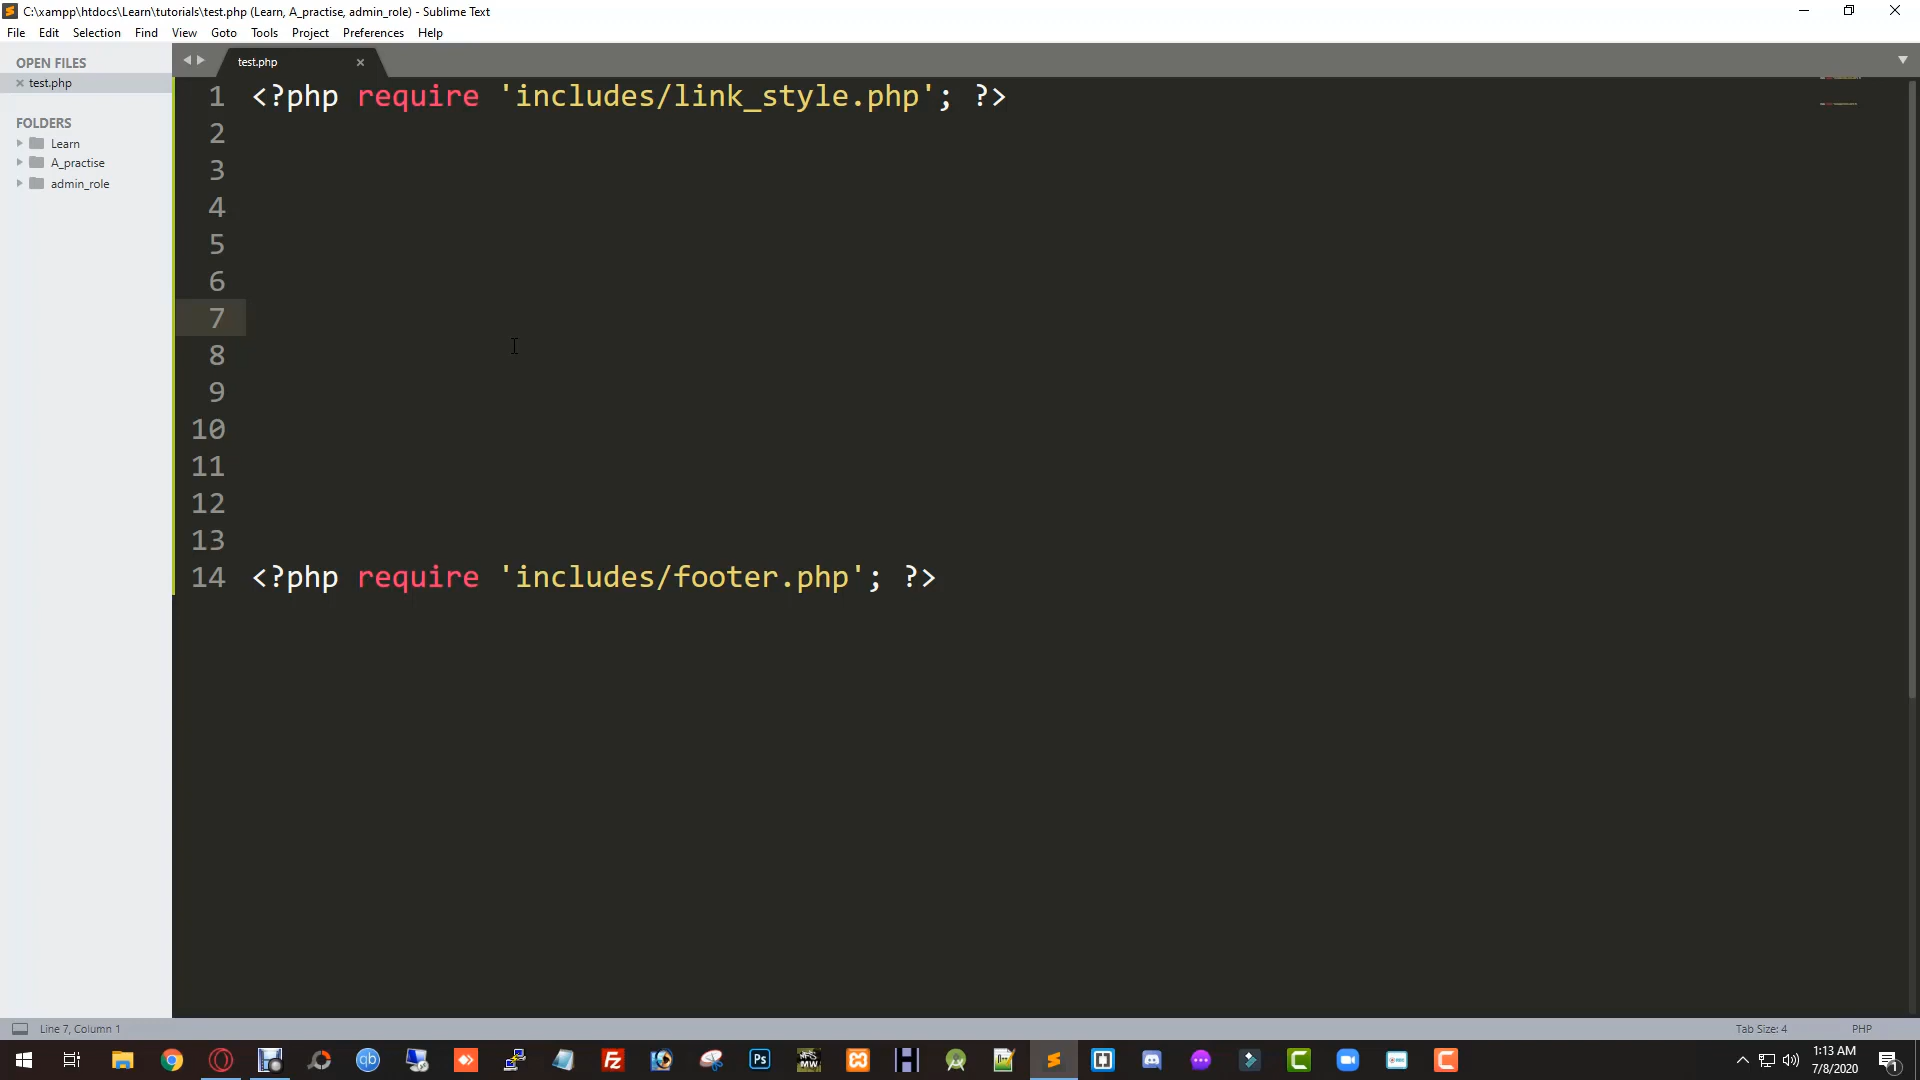 C:\xampp\htdocs\Learn\tutorials\test.php (Learn, A_practise, admin_role) - Sublime Text
File Edit Selection Find View Goto Tools Project Preferences Help
OPEN FILES
test.php
FOLDERS
Learn
A_practise
admin_role
test.php
1 <?php require 'includes/link_style.php'; ?>
2
3
4
5
6
7
8
9
10
11
12
13
14 <?php require 'includes/footer.php'; ?>
Line 7, Column 1
Tab Size: 4 PHP
qb
Ps
1:13 AM
7/8/2020
1